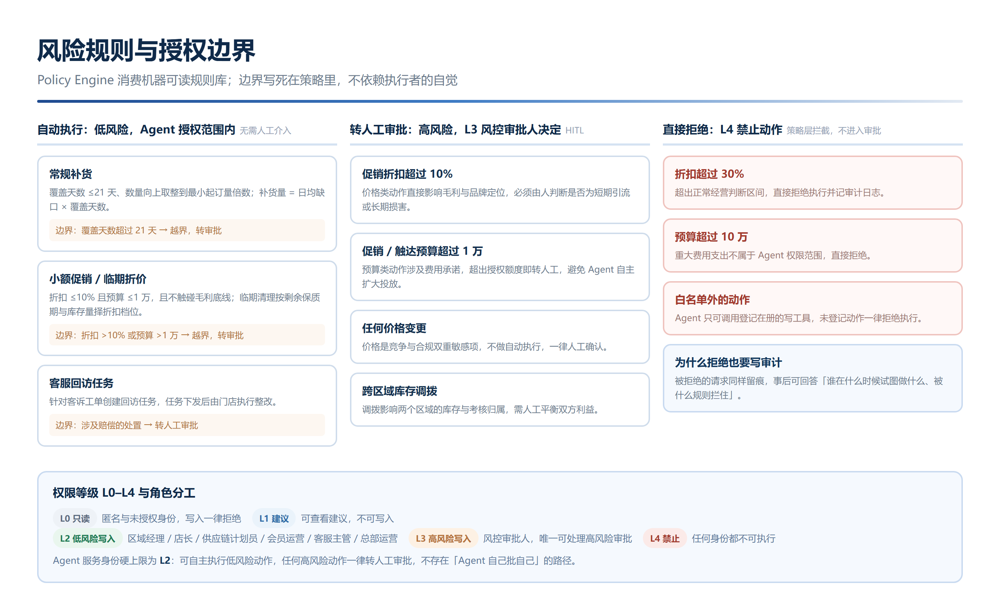 风险规则与授权边界
Policy Engine 消费机器可读规则库；边界写死在策略里，不依赖执行者的自觉
自动执行：低风险，Agent 授权范围内 无需人工介入
常规补货
覆盖天数 ≤21 天、数量向上取整到最小起订量倍数；补货量 = 日均缺
口 × 覆盖天数。
边界：覆盖天数超过 21 天 → 越界，转审批
小额促销 / 临期折价
折扣 ≤10% 且预算 ≤1 万，且不触碰毛利底线；临期清理按剩余保质
期与库存量择折扣档位。
边界：折扣 >10% 或预算 >1 万 → 越界，转审批
客服回访任务
针对客诉工单创建回访任务，任务下发后由门店执行整改。
边界：涉及赔偿的处置 → 转人工审批
转人工审批：高风险，L3 风控审批人决定 HITL
促销折扣超过 10%
价格类动作直接影响毛利与品牌定位，必须由人判断是否为短期引流
或长期损害。
促销 / 触达预算超过 1 万
预算类动作涉及费用承诺，超出授权额度即转人工，避免 Agent 自主
扩大投放。
任何价格变更
价格是竞争与合规双重敏感项，不做自动执行，一律人工确认。
跨区域库存调拨
调拨影响两个区域的库存与考核归属，需人工平衡双方利益。
直接拒绝：L4 禁止动作 策略层拦截，不进入审批
折扣超过 30%
超出正常经营判断区间，直接拒绝执行并记审计日志。
预算超过 10 万
重大费用支出不属于 Agent 权限范围，直接拒绝。
白名单外的动作
Agent 只可调用登记在册的写工具，未登记动作一律拒绝执行。
为什么拒绝也要写审计
被拒绝的请求同样留痕，事后可回答「谁在什么时候试图做什么、被
什么规则拦住」。
权限等级 L0–L4 与角色分工
L0 只读 匿名与未授权身份，写入一律拒绝 L1 建议 可查看建议，不可写入
L2 低风险写入 区域经理 / 店长 / 供应链计划员 / 会员运营 / 客服主管 / 总部运营 L3 高风险写入 风控审批人，唯一可处理高风险审批 L4 禁止 任何身份都不可执行
Agent 服务身份硬上限为 L2：可自主执行低风险动作，任何高风险动作一律转人工审批，不存在「Agent 自己批自己」的路径。